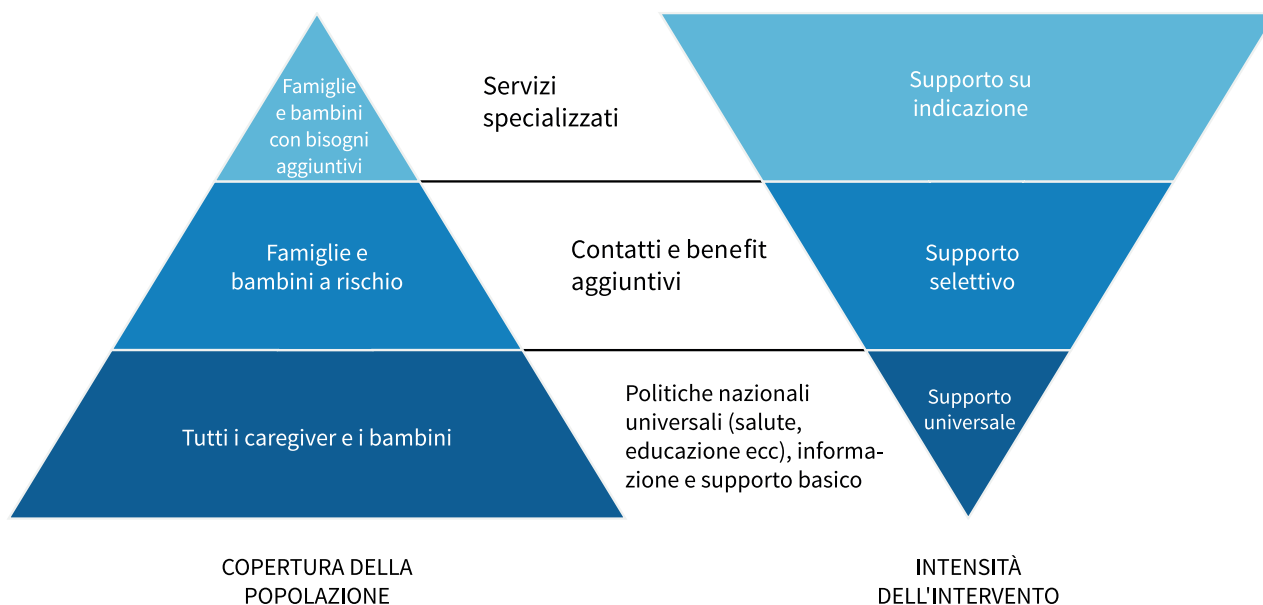 Famiglie
e bambini
con bisogni
aggiuntivi
Servizi
specializzati
Supporto su
indicazione
Famiglie e
bambini a rischio
Contatti e benefit
aggiuntivi
Supporto
selettivo
Tutti i caregiver e i bambini
Politiche nazionali
universali (salute,
educazione ecc), informa-
zione e supporto basico
Supporto
universale
COPERTURA DELLA
POPOLAZIONE
INTENSITÀ
DELL'INTERVENTO